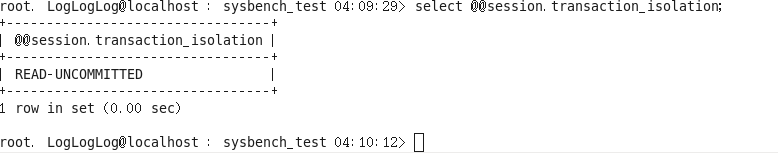 root. LogLogLog@localhost : sysbench_test 04:09:29> select @@session.transaction_isolation;
+-------------------------------+
| @@session.transaction_isolation |
+-------------------------------+
| READ-UNCOMMITTED |
+-------------------------------+
1 row in set (0.00 sec)
root. LogLogLog@localhost : sysbench_test 04:10:12>